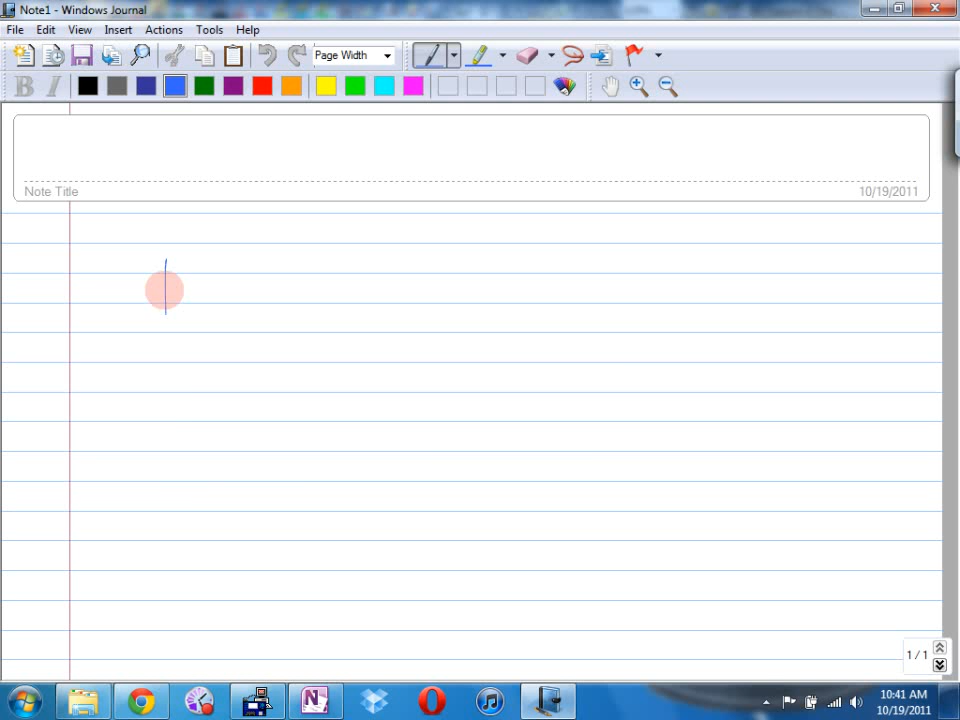 Note1 - Windows Journal
File Edit View Insert Actions Tools Help
Page Width
B I
Note Title 10/19/2011
1 / 1
N
10:41 AM
10/19/2011